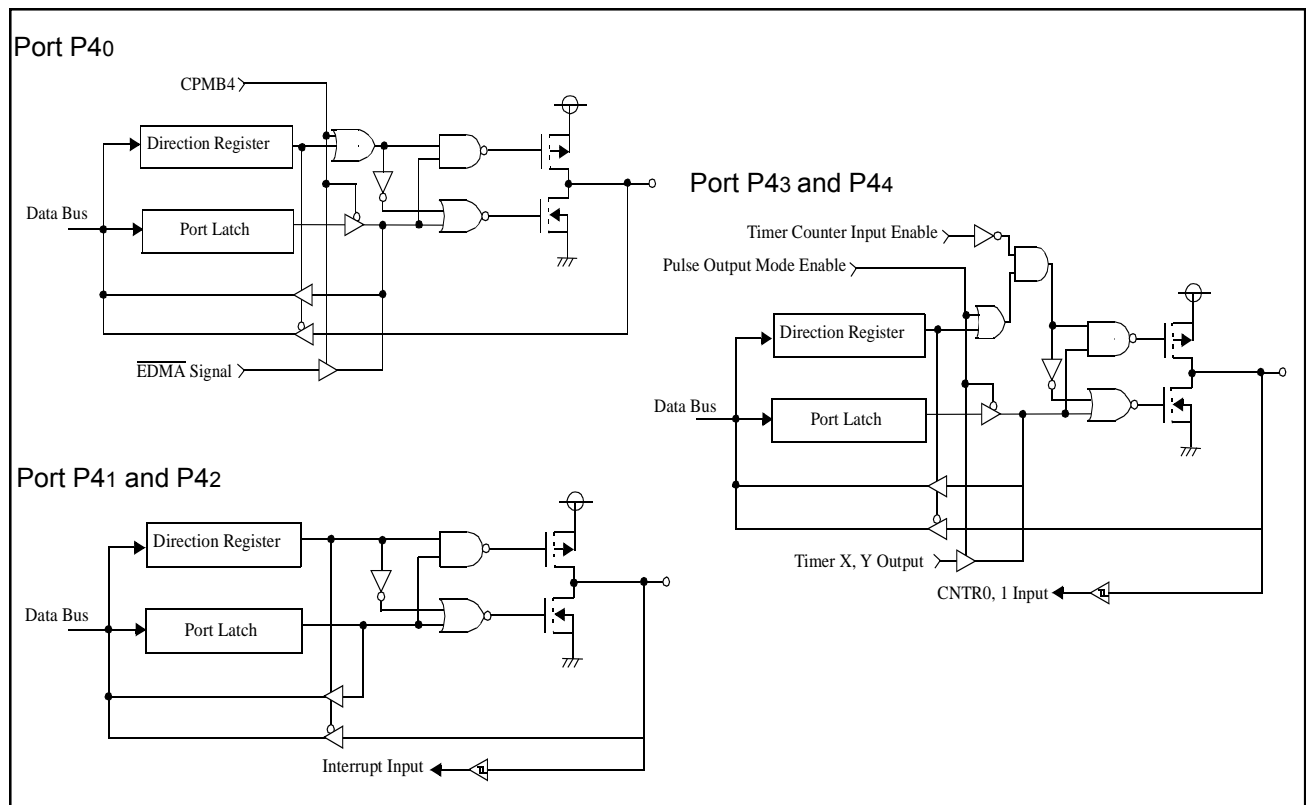 Port P40
CPMB4
Direction Register
Data Bus
Port Latch
EDMA Signal
Port P41 and P42
Direction Register
Data Bus
Port Latch
Interrupt Input
Port P43 and P44
Timer Counter Input Enable
Pulse Output Mode Enable
Direction Register
Data Bus
Port Latch
Timer X, Y Output
CNTR0, 1 Input